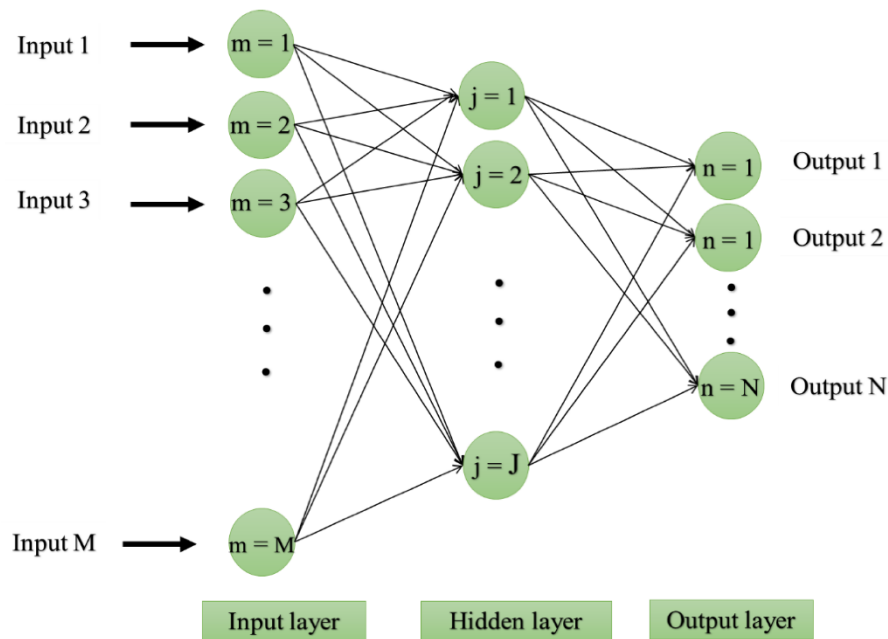 Input 1
m = 1
j = 1
Input 2
m = 2
j = 2
n = 1
Output 1
Input 3
m = 3
n = 1
Output 2
n = N
Output N
j = J
Input M
m = M
Input layer
Hidden layer
Output layer